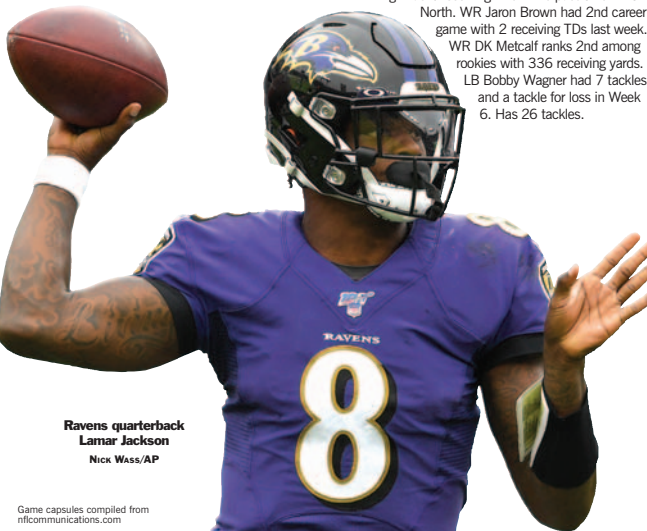 North. WR Jaron Brown had 2nd career
game with 2 receiving TDs last week.
WR DK Metcalf ranks 2nd among
rookies with 336 receiving yards.
LB Bobby Wagner had 7 tackles
and a tackle for loss in Week
6. Has 26 tackles.
B
RAVENS
8
8
Ravens quarterback
Lamar Jackson
NICK WASS/AP
Game capsules compiled from
nflcommunications.com